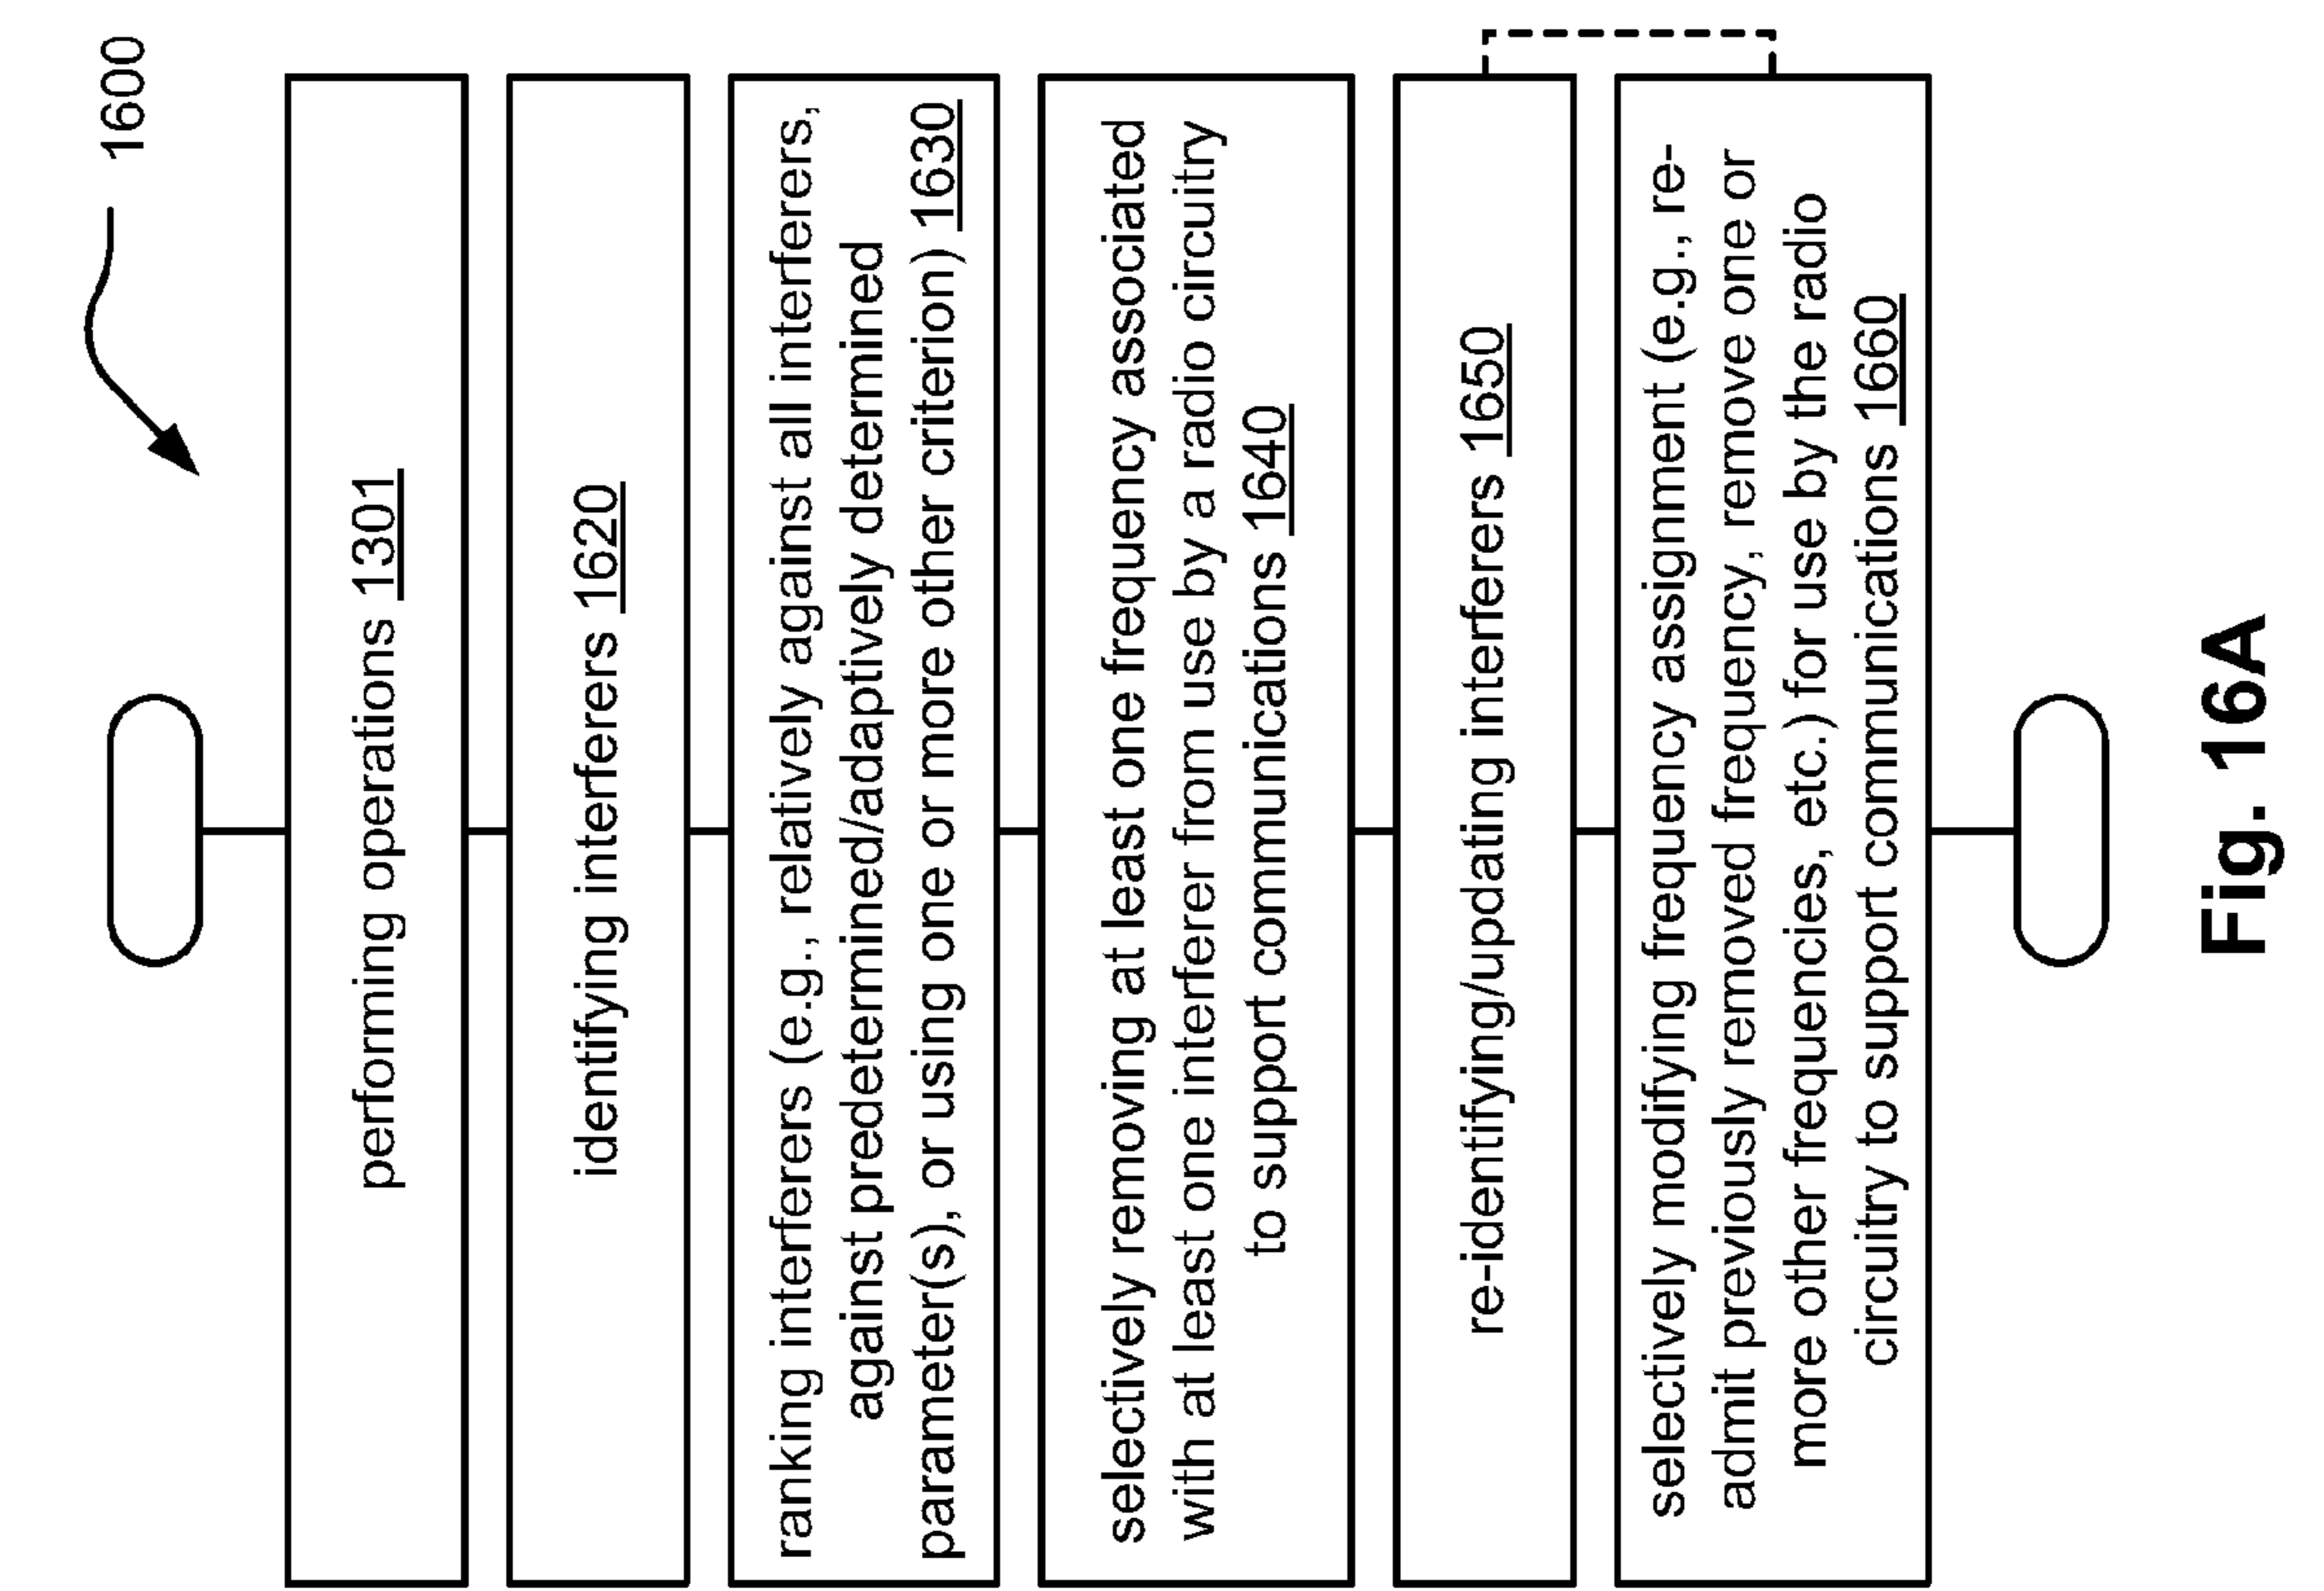 1600
performing operations 1301
identifying interferers 1620
ranking interferers (e.g., relatively against all interferers,
against predetermined/adaptively determined
parameter(s), or using one or more other criterion) 1630
selectively removing at least one frequency associated
with at least one interferer from use by a radio circuitry
to support communications 1640
re-identifying/updating interferers 1650
selectively modifying frequency assignment (e.g., re-
admit previously removed frequency, remove one or
more other frequencies, etc.) for use by the radio
circuitry to support communications 1660
Fig. 16A